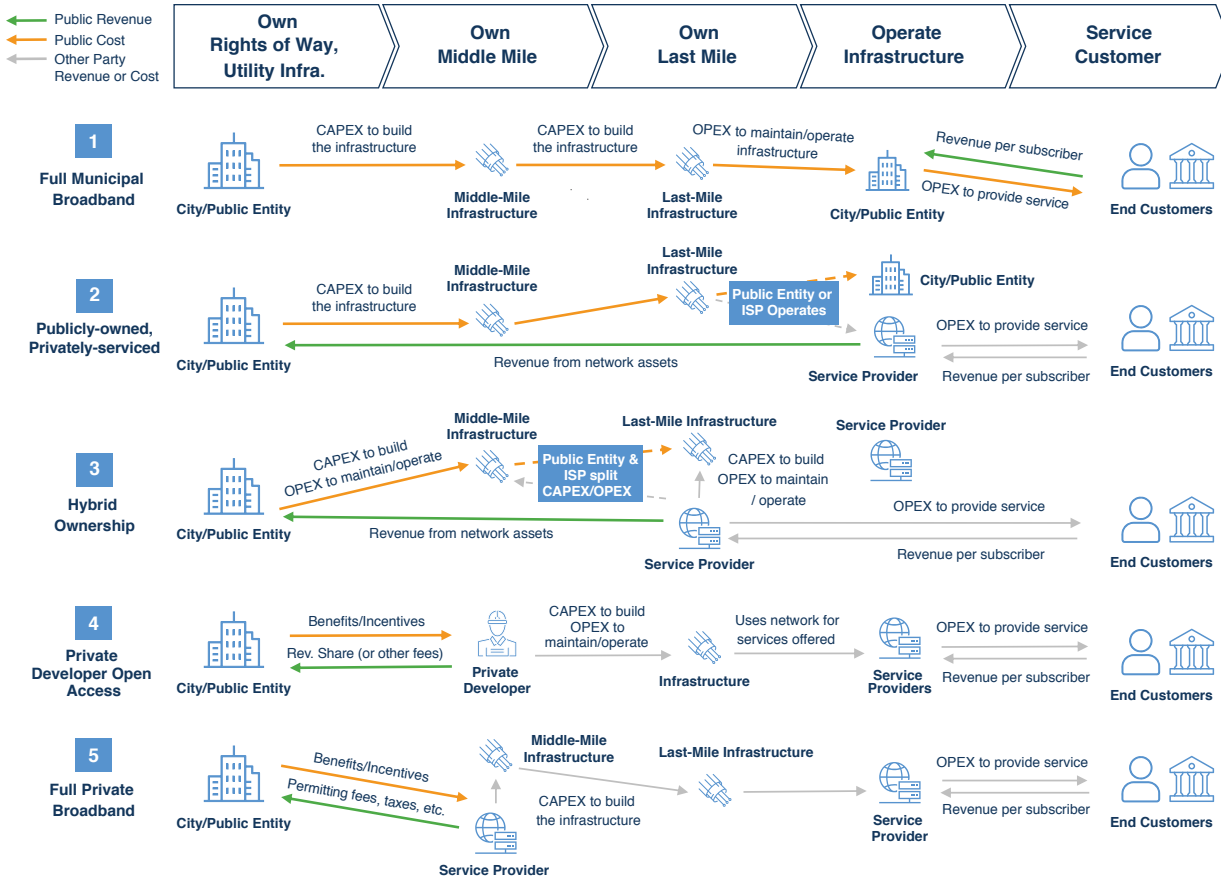 Public Revenue
Public Cost
Other Party
Revenue or Cost
Own
Rights of Way,
Utility Infra.
Own
Middle Mile
Own
Last Mile
Operate
Infrastructure
Service
Customer
1
Full Municipal
Broadband
City/Public Entity
CAPEX to build
the infrastructure
Middle-Mile
Infrastructure
CAPEX to build
the infrastructure
Last-Mile
Infrastructure
OPEX to maintain/operate
infrastructure
City/Public Entity
Revenue per subscriber
OPEX to provide service
End Customers
2
Publicly-owned,
Privately-serviced
City/Public Entity
CAPEX to build
the infrastructure
Middle-Mile
Infrastructure
Last-Mile
Infrastructure
Public Entity or
ISP Operates
City/Public Entity
Revenue from network assets
Service Provider
OPEX to provide service
Revenue per subscriber
End Customers
3
Hybrid
Ownership
City/Public Entity
CAPEX to build
OPEX to maintain/operate
Middle-Mile
Infrastructure
Public Entity &
ISP split
CAPEX/OPEX
Last-Mile Infrastructure
CAPEX to build
OPEX to maintain
/ operate
Service Provider
Revenue from network assets
Service Provider
OPEX to provide service
Revenue per subscriber
End Customers
4
Private
Developer Open
Access
City/Public Entity
Benefits/Incentives
Rev. Share (or other fees)
Private
Developer
CAPEX to build
OPEX to
maintain/operate
Infrastructure
Uses network for
services offered
Service
Providers
OPEX to provide service
Revenue per subscriber
End Customers
5
Full Private
Broadband
City/Public Entity
Benefits/Incentives
Permitting fees, taxes, etc.
Service Provider
Middle-Mile
Infrastructure
CAPEX to build
the infrastructure
Last-Mile Infrastructure
Service
Provider
OPEX to provide service
Revenue per subscriber
End Customers